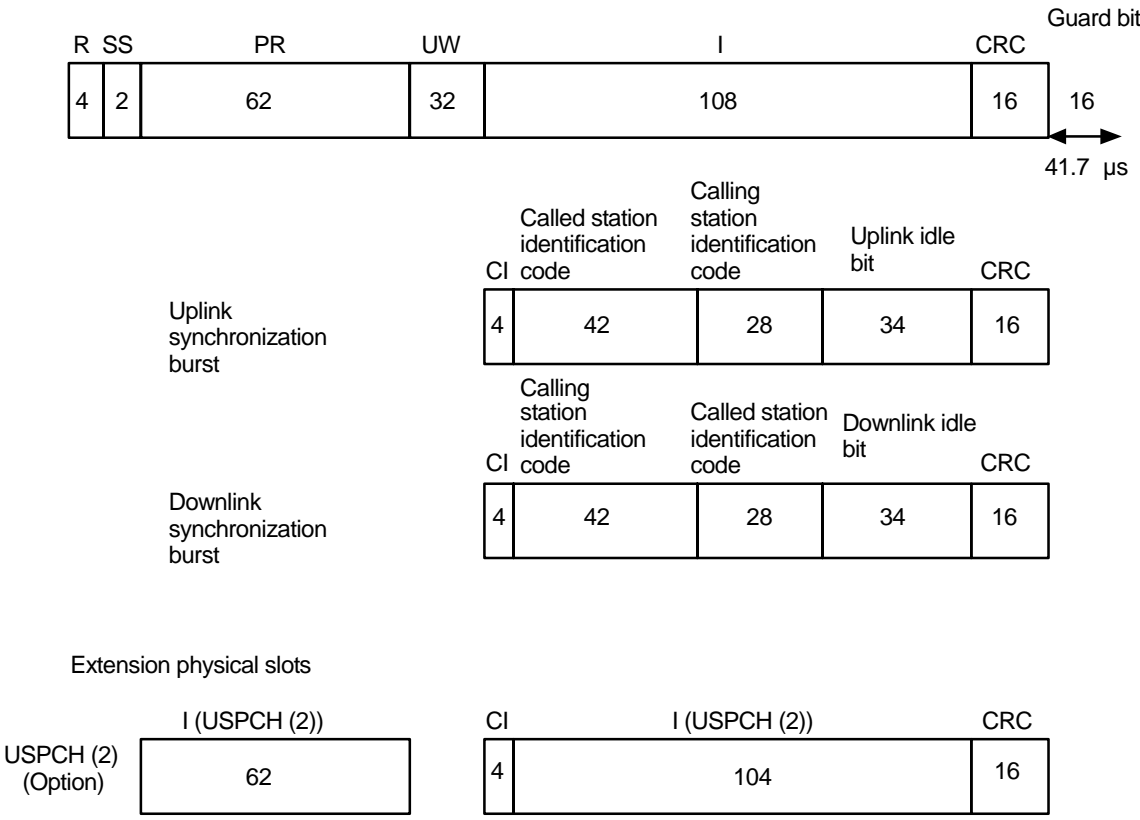 Guard bit
R SS PR UW I CRC
4 2 62 32 108 16 16
41.7 μs
Called station
identification
code
Calling
station
identification
code
Uplink idle
bit
CI CRC
Uplink
synchronization
burst
4 42 28 34 16
Calling
station
identification
code
Called station
identification
code
Downlink idle
bit
CI CRC
Downlink
synchronization
burst
4 42 28 34 16
Extension physical slots
I (USPCH (2)) CI I (USPCH (2)) CRC
USPCH (2)
(Option)
62 4 104 16